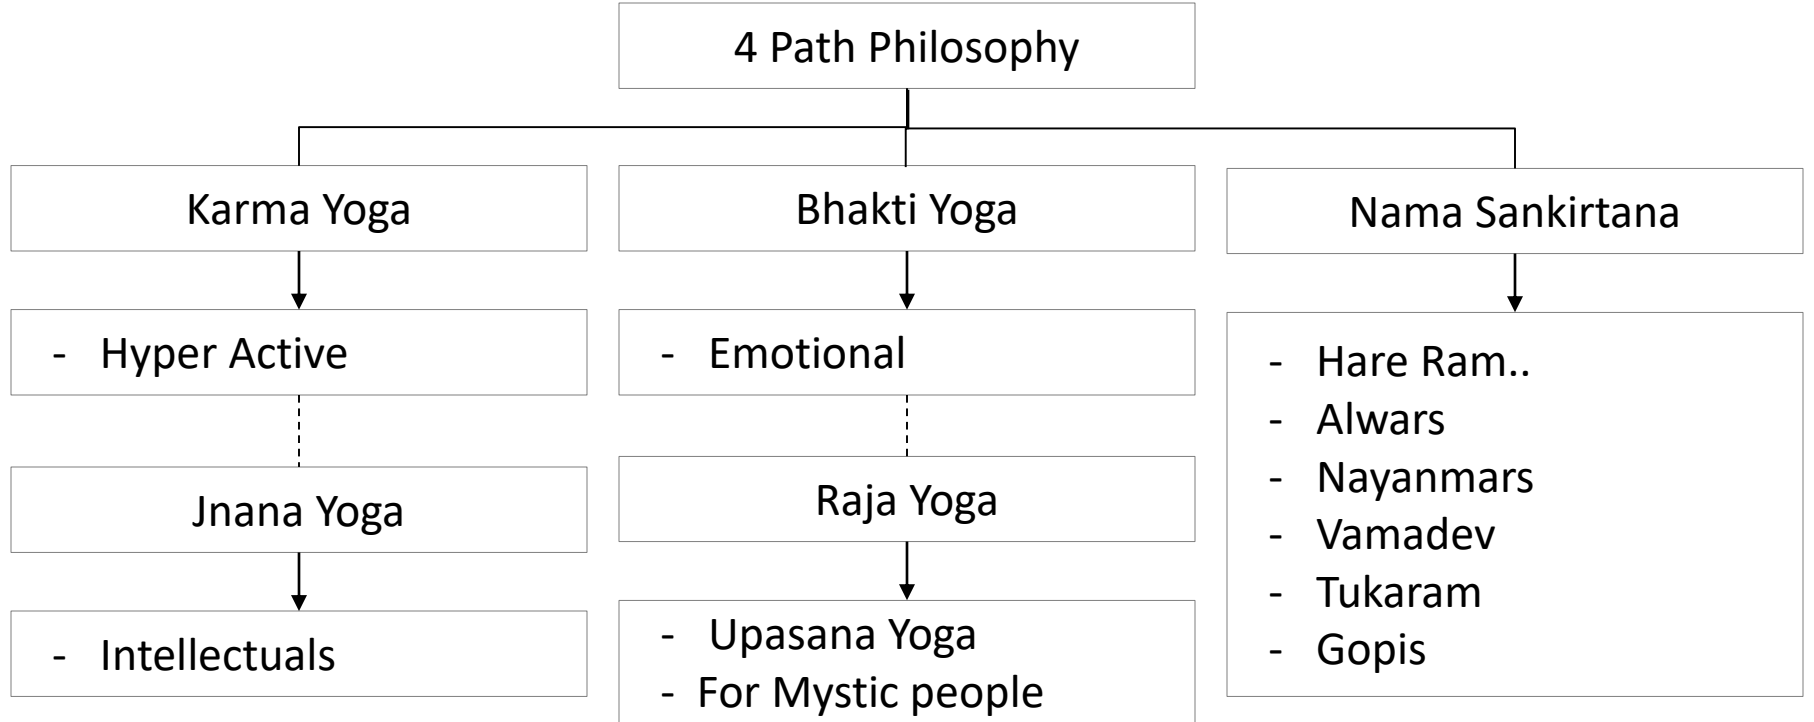 4 Path Philosophy
Karma Yoga
Bhakti Yoga
Nama Sankirtana
- Hyper Active
- Emotional
- Hare Ram..
- Alwars
- Nayanmars
- Vamadev
- Tukaram
- Gopis
Jnana Yoga
Raja Yoga
- Intellectuals
- Upasana Yoga
- For Mystic people